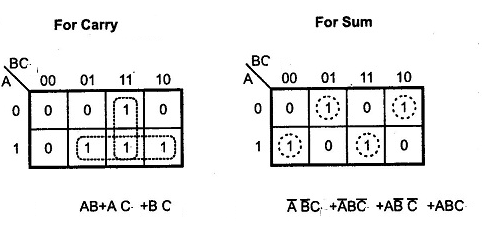 For Carry
BC
A 00 01 11 10
0 0 0 1 0
1 0 1 1 1
AB+A C +B C
For Sum
BC
A 00 01 11 10
0 0 1 0 1
1 1 0 1 0
A̅ B̅C +A̅BC̅ +AB̅ C̅ +ABC